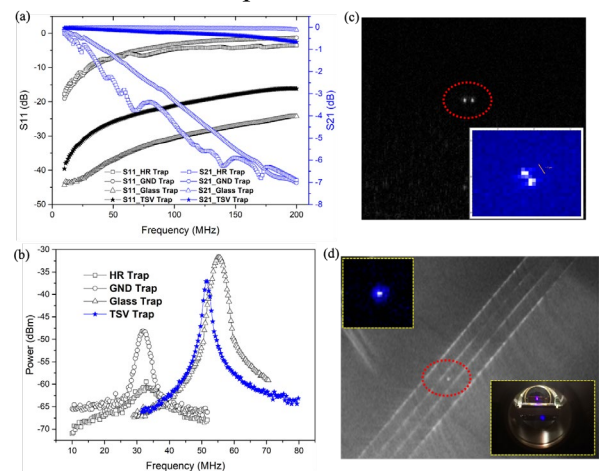 (a)
0
-10
-20
-30
-40
-50
S11 (dB)
0
-1
-2
-3
-4
-5
-6
-7
-8
S21 (dB)
S11_HR Trap S21_HR Trap
S11_GND Trap S21_GND Trap
S11_Glass Trap S21_Glass Trap
S11_TSV Trap S21_TSV Trap
0 50 100 150 200
Frequency (MHz)
(b)
-30
-35
-40
-45
-50
-55
-60
-65
-70
Power (dBm)
HR Trap
GND Trap
Glass Trap
TSV Trap
10 20 30 40 50 60 70 80
Frequency (MHz)
(c)
(d)